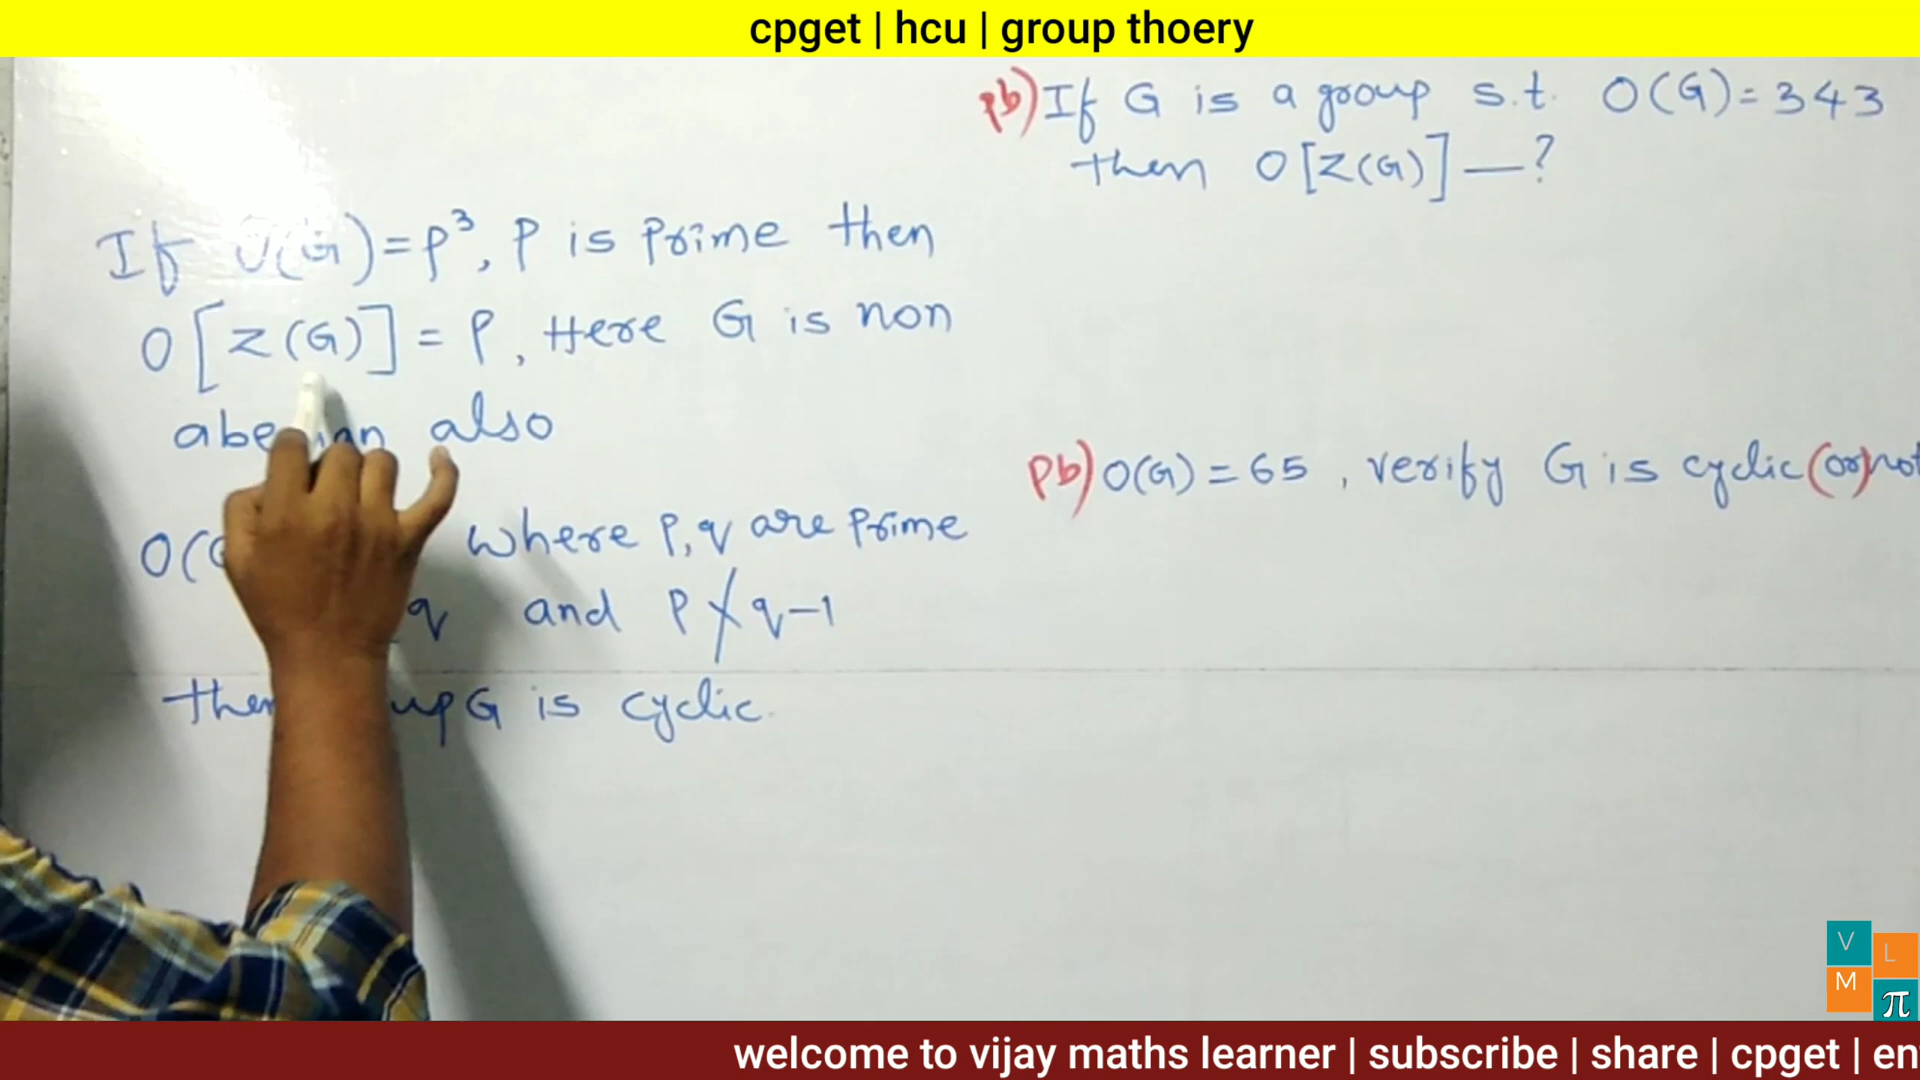 cpget | hcu | group thoery
If O(G)=p³, P is Prime then
O[Z(G)] = P, Here G is non
abelian also
where P,q are Prime
q and P∤q-1
then G is cyclic.
Pb) If G is a group s.t. O(G)=343
then O[Z(G)] — ?
Pb) O(G) = 65, verify G is cyclic (or) not
V L
M π
welcome to vijay maths learner | subscribe | share | cpget | en